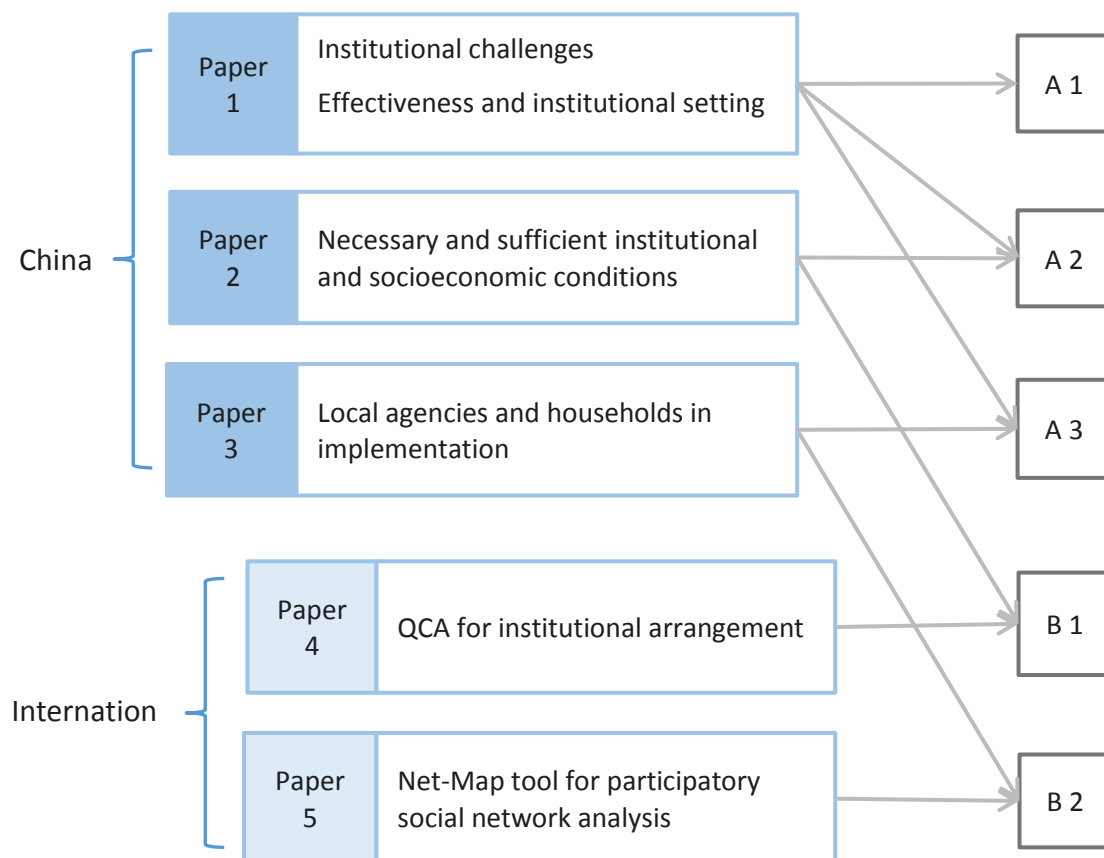 Paper
1
Institutional challenges
Effectiveness and institutional setting
A 1
China
Paper
2
Necessary and sufficient institutional
and socioeconomic conditions
A 2
Paper
3
Local agencies and households in
implementation
A 3
Internation
Paper
4
QCA for institutional arrangement
B 1
Paper
5
Net-Map tool for participatory
social network analysis
B 2